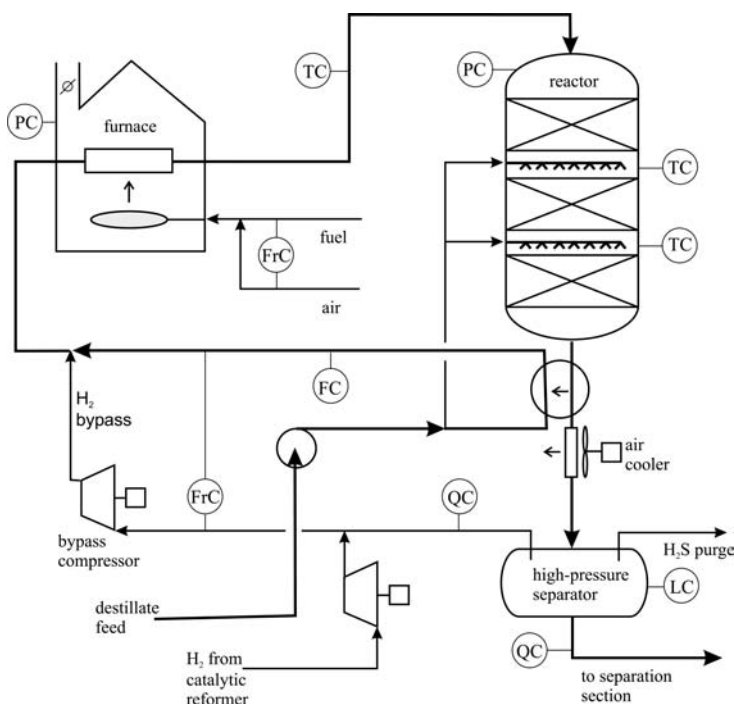 TC
PC
reactor
PC
furnace
TC
fuel
FrC
TC
air
FC
H2
bypass
air
cooler
FrC
QC
bypass
compressor
H2S purge
high-pressure
separator
LC
destillate
feed
QC
H2 from
catalytic
reformer
to separation
section